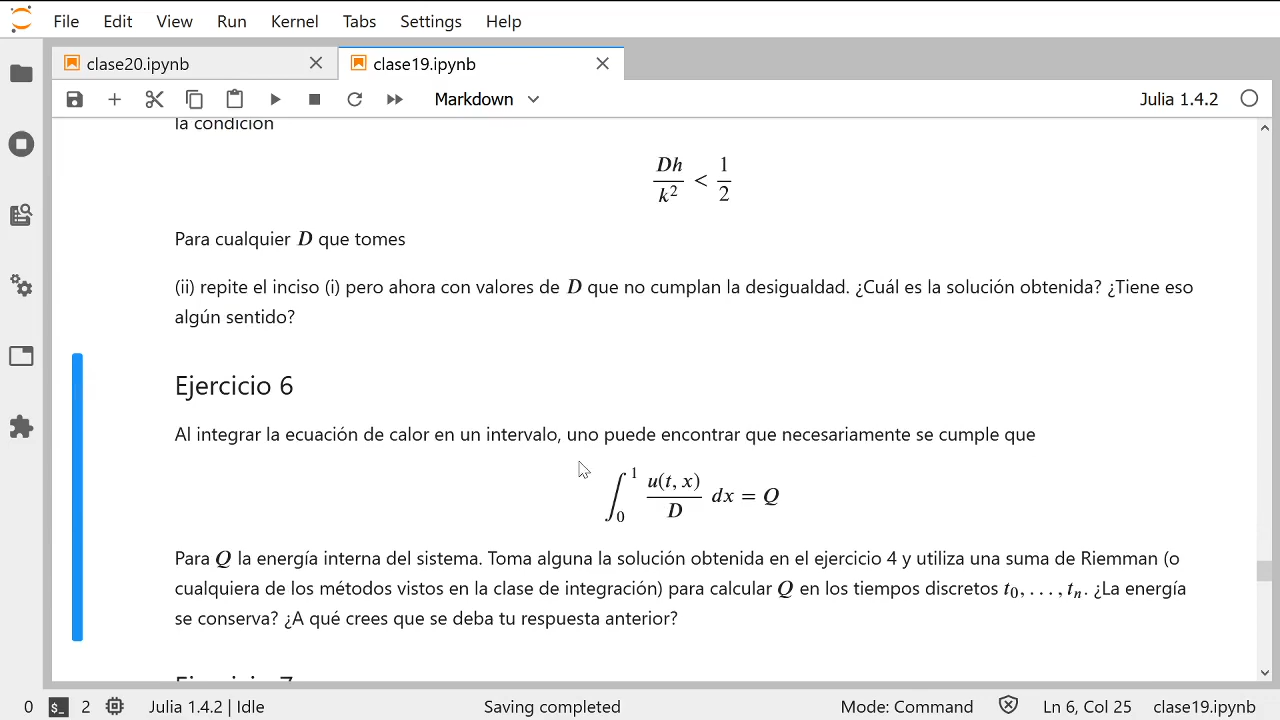 File Edit View Run Kernel Tabs Settings Help
clase20.ipynb clase19.ipynb
Markdown Julia 1.4.2
la condición
Dh/k² < 1/2
Para cualquier D que tomes
(ii) repite el inciso (i) pero ahora con valores de D que no cumplan la desigualdad. ¿Cuál es la solución obtenida? ¿Tiene eso
algún sentido?
Ejercicio 6
Al integrar la ecuación de calor en un intervalo, uno puede encontrar que necesariamente se cumple que
∫₀¹ u(t, x)/D dx = Q
Para Q la energía interna del sistema. Toma alguna la solución obtenida en el ejercicio 4 y utiliza una suma de Riemman (o
cualquiera de los métodos vistos en la clase de integración) para calcular Q en los tiempos discretos t₀, . . . , tₙ. ¿La energía
se conserva? ¿A qué crees que se deba tu respuesta anterior?
Ejercicio 7
0 $_ 2 Julia 1.4.2 | Idle Saving completed Mode: Command Ln 6, Col 25 clase19.ipynb